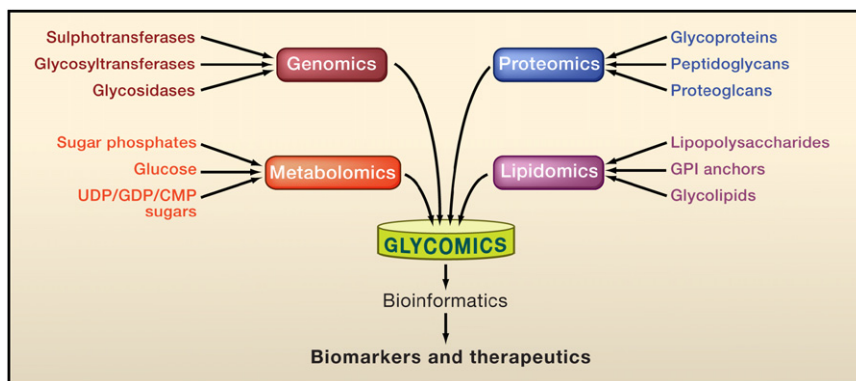 Sulphotransferases
Glycosyltransferases
Glycosidases
Genomics
Proteomics
Glycoproteins
Peptidoglycans
Proteoglcans
Sugar phosphates
Glucose
UDP/GDP/CMP
sugars
Metabolomics
Lipidomics
Lipopolysaccharides
GPI anchors
Glycolipids
GLYCOMICS
Bioinformatics
Biomarkers and therapeutics